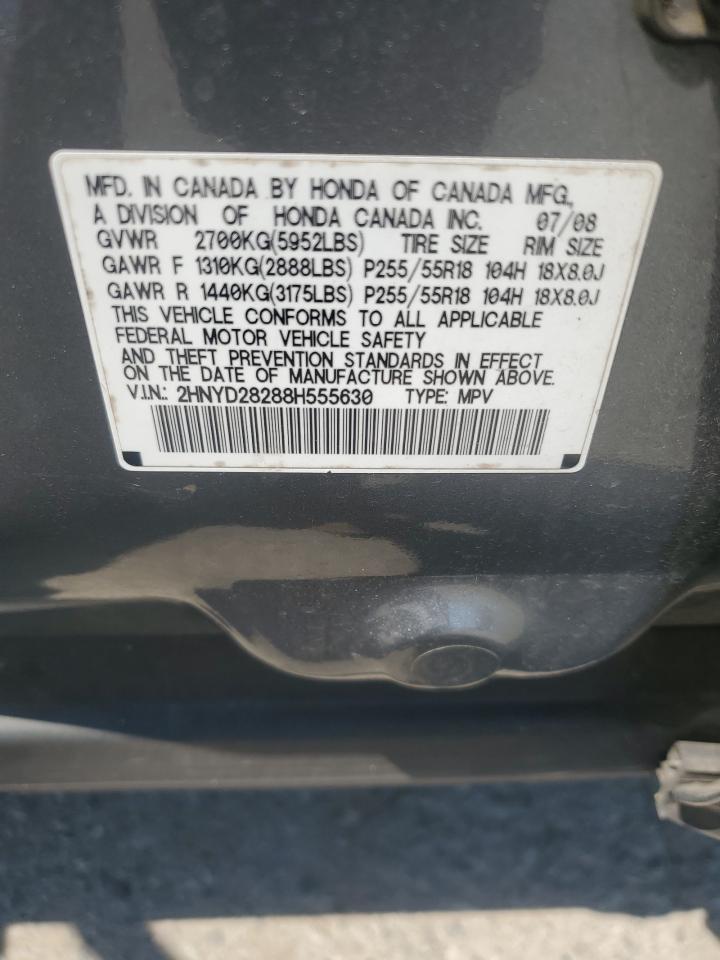 MFD. IN CANADA BY HONDA OF CANADA MFG.,
A DIVISION OF HONDA CANADA INC. 07/08
GVWR 2700KG(5952LBS) TIRE SIZE RIM SIZE
GAWR F 1310KG(2888LBS) P255/55R18 104H 18X8.0J
GAWR R 1440KG(3175LBS) P255/55R18 104H 18X8.0J
THIS VEHICLE CONFORMS TO ALL APPLICABLE
FEDERAL MOTOR VEHICLE SAFETY
AND THEFT PREVENTION STANDARDS IN EFFECT
ON THE DATE OF MANUFACTURE SHOWN ABOVE.
V.I.N.: 2HNYD28288H555630 TYPE: MPV